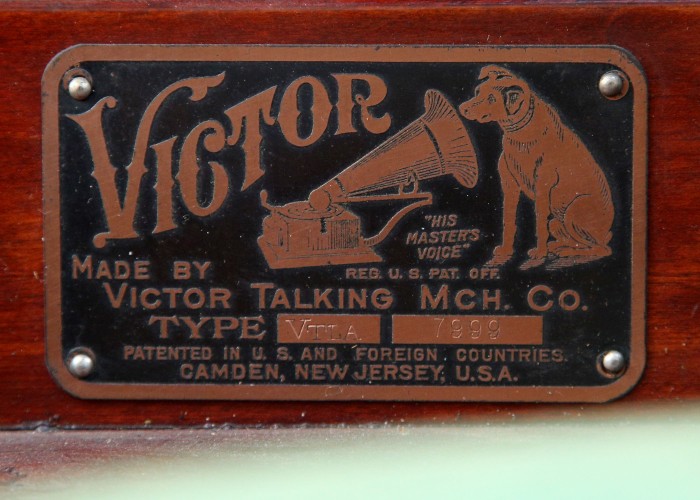 VICTOR
"HIS
MASTER'S
VOICE"
REG. U.S. PAT. OFF.
MADE BY
VICTOR TALKING MCH. CO.
TYPE VTLA 7999
PATENTED IN U.S. AND FOREIGN COUNTRIES.
CAMDEN, NEW JERSEY, U.S.A.